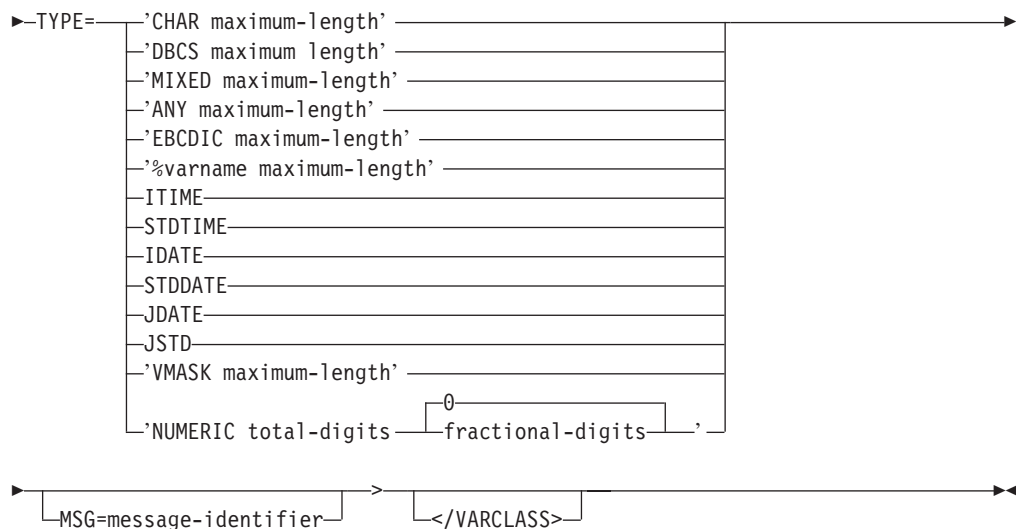 TYPE= ’CHAR maximum-length’
’DBCS maximum length’
’MIXED maximum-length’
’ANY maximum-length’
’EBCDIC maximum-length’
’%varname maximum-length’
ITIME
STDTIME
IDATE
STDDATE
JDATE
JSTD
’VMASK maximum-length’
0
’NUMERIC total-digits fractional-digits ’
>
MSG=message-identifier </VARCLASS>